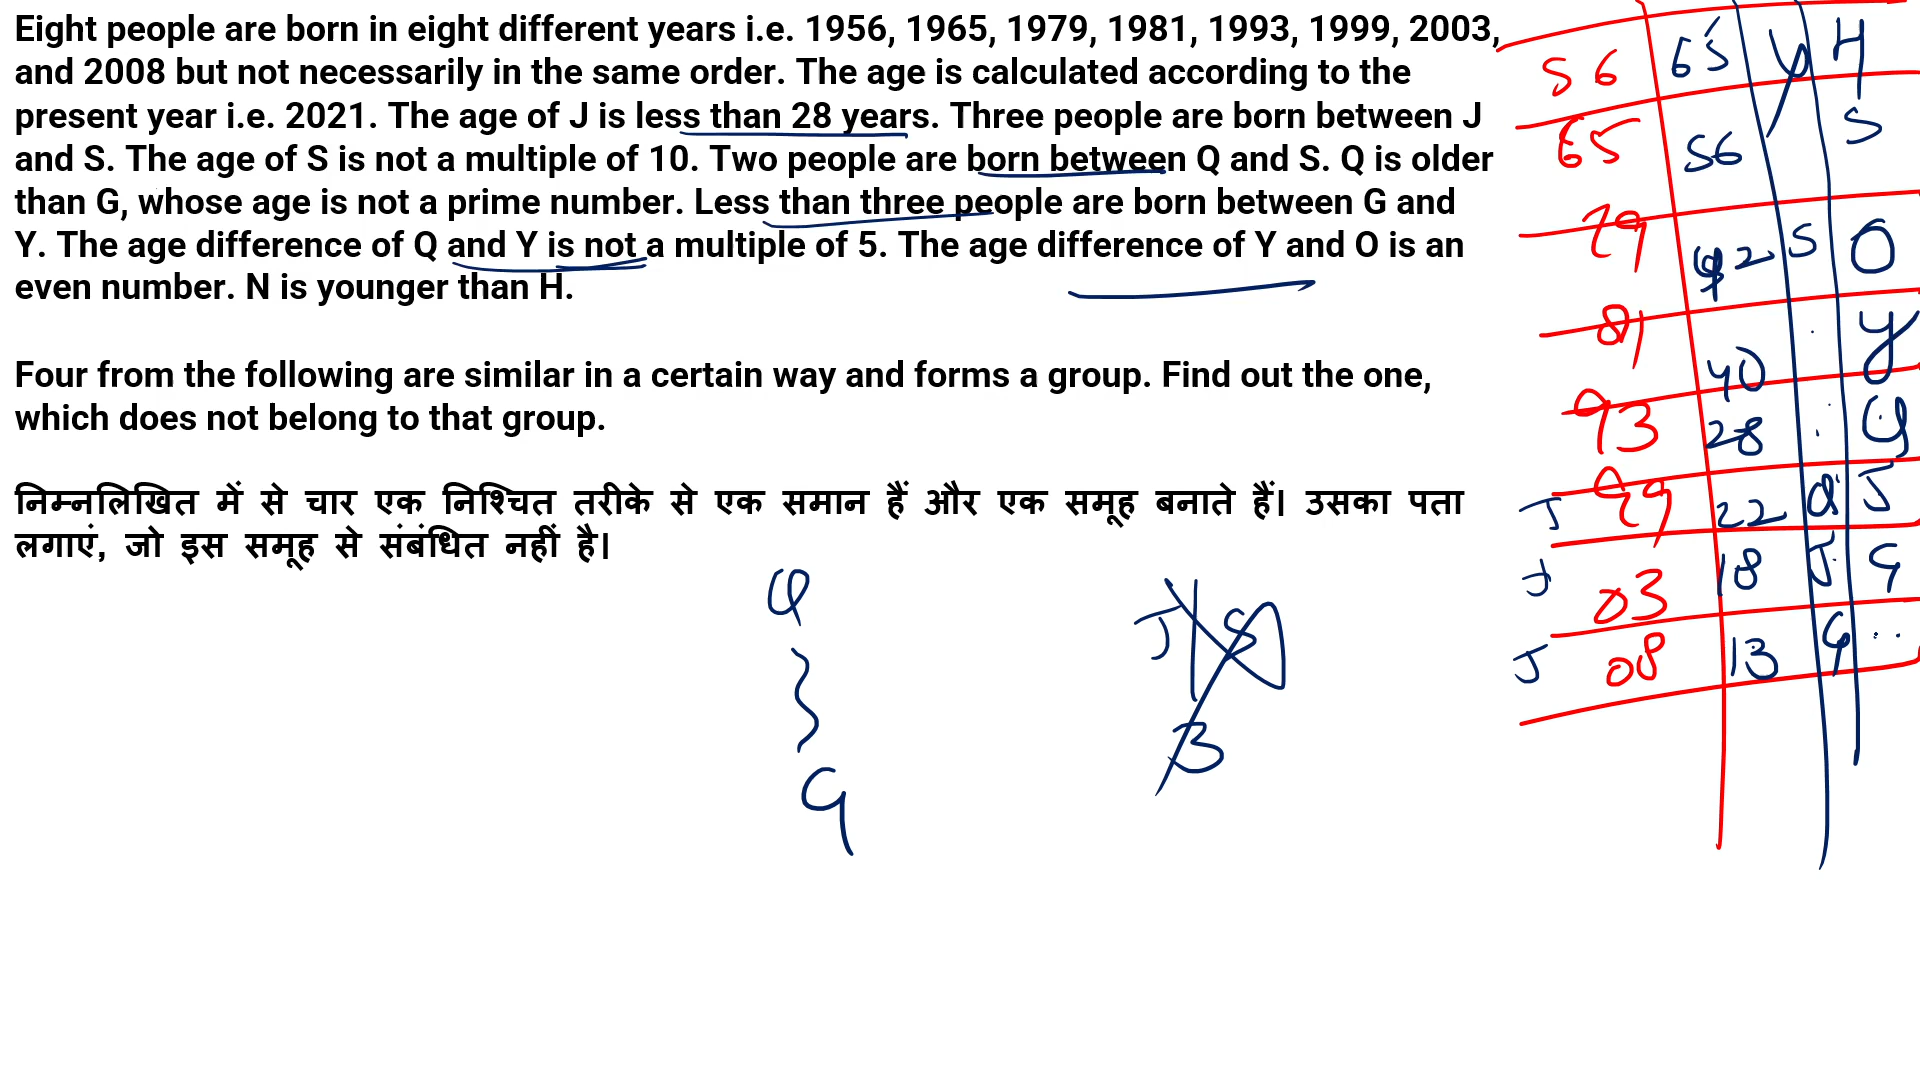 Eight people are born in eight different years i.e. 1956, 1965, 1979, 1981, 1993, 1999, 2003,
and 2008 but not necessarily in the same order. The age is calculated according to the
present year i.e. 2021. The age of J is less than 28 years. Three people are born between J
and S. The age of S is not a multiple of 10. Two people are born between Q and S. Q is older
than G, whose age is not a prime number. Less than three people are born between G and
Y. The age difference of Q and Y is not a multiple of 5. The age difference of Y and O is an
even number. N is younger than H.
Four from the following are similar in a certain way and forms a group. Find out the one,
which does not belong to that group.
निम्नलिखित में से चार एक निश्चित तरीके से एक समान हैं और एक समूह बनाते हैं। उसका पता
लगाएं, जो इस समूह से संबंधित नहीं है।
56 65 Y H
65 56 S
79 42 S O
81 40 Y
93 28 Q
J 99 22 Q J
J 03 18 J G
J 08 13 G
Q
G
J S
3